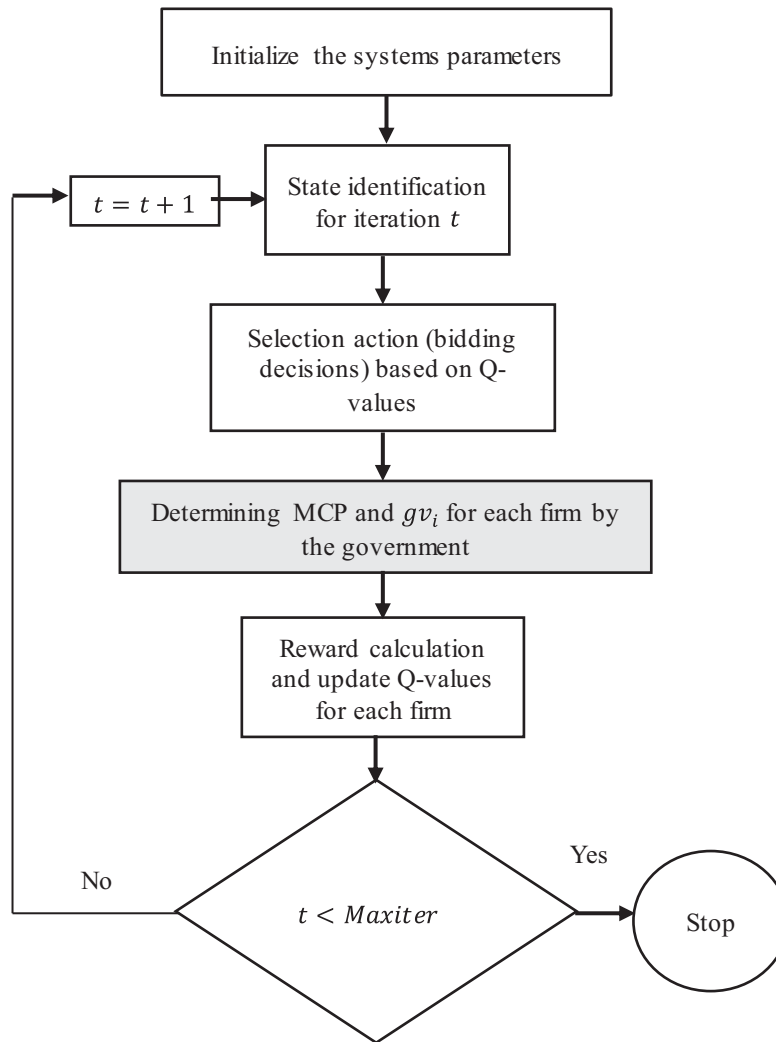 Initialize the systems parameters
State identification
for iteration t
t = t + 1
Selection action (bidding
decisions) based on Q-
values
Determining MCP and gv_i for each firm by
the government
Reward calculation
and update Q-values
for each firm
No
Yes
t < Maxiter
Stop